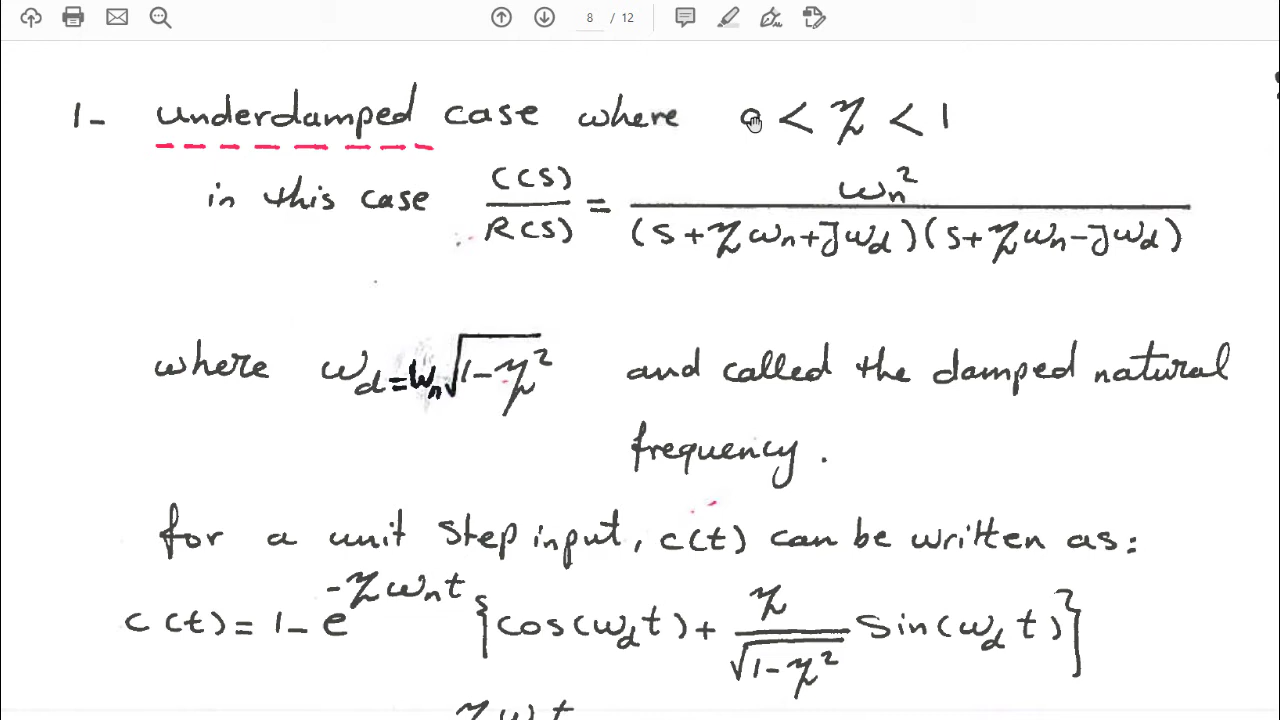 8 / 12
1- underdamped case where 0 < ζ < 1
in this case C(S)/R(S) = ωn²/((S+ζωn+Jωd)(S+ζωn-Jωd))
where ωd = ωn√(1-ζ²) and called the damped natural
frequency.
for a unit step input, c(t) can be written as:
c(t) = 1 - e^(-ζωnt) {cos(ωd t) + ζ/√(1-ζ²) Sin(ωd t)}